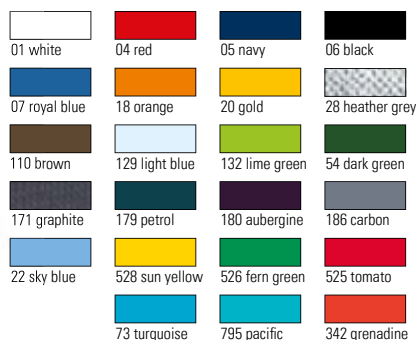 01 white 04 red 05 navy 06 black
07 royal blue 18 orange 20 gold 28 heather grey
110 brown 129 light blue 132 lime green 54 dark green
171 graphite 179 petrol 180 aubergine 186 carbon
22 sky blue 528 sun yellow 526 fern green 525 tomato
73 turquoise 795 pacific 342 grenadine